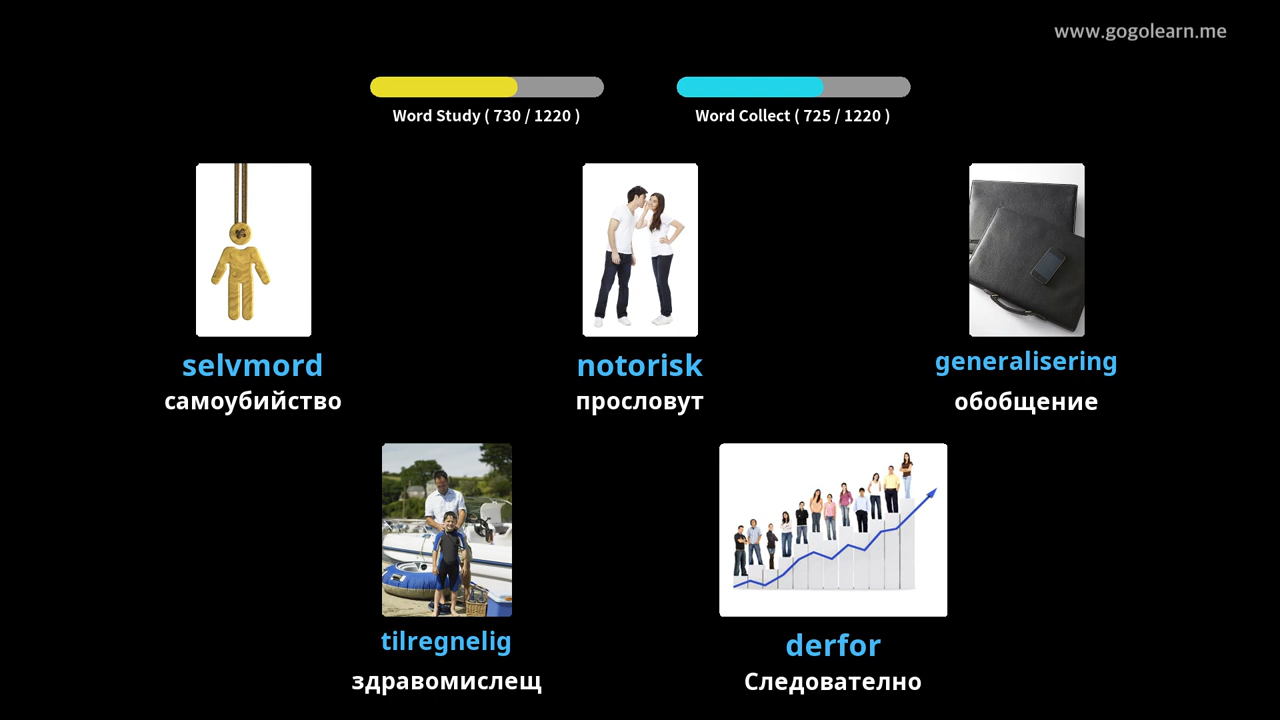 www.gogolearn.me
Word Study ( 730 / 1220 )
Word Collect ( 725 / 1220 )
selvmord
самоубийство
notorisk
прословут
generalisering
обобщение
tilregnelig
здравомислещ
derfor
Следователно